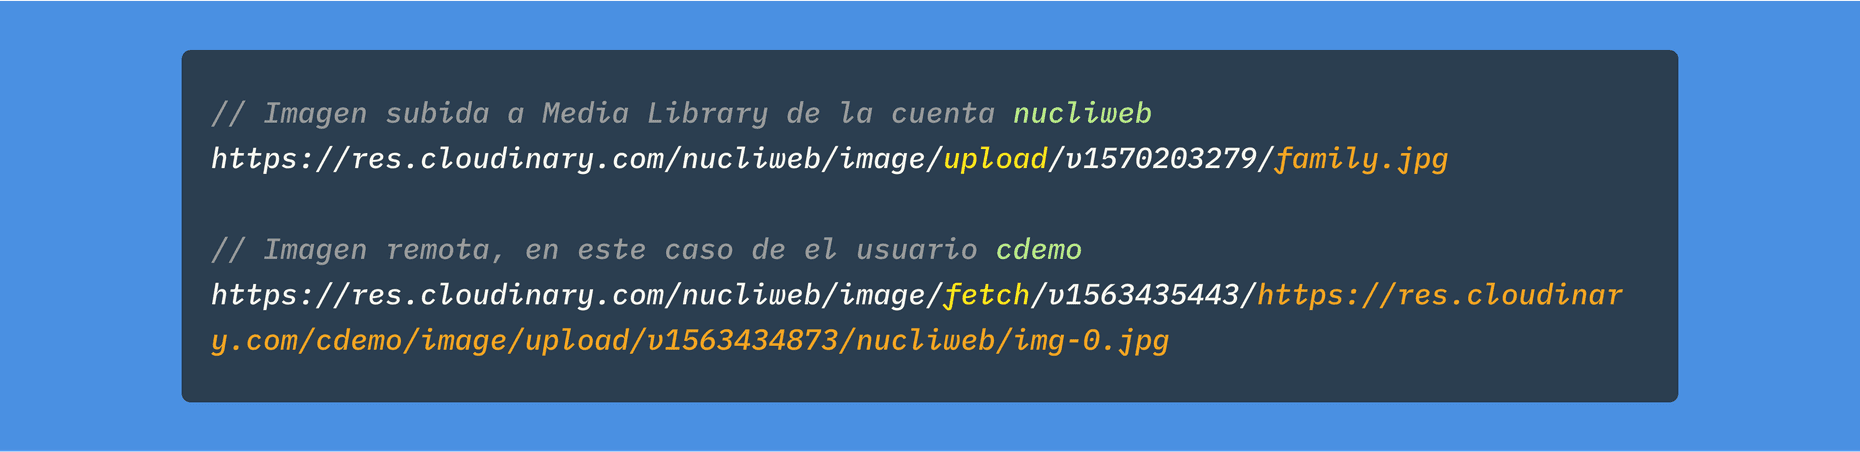 // Imagen subida a Media Library de la cuenta nucliweb
https://res.cloudinary.com/nucliweb/image/upload/v1570203279/family.jpg
// Imagen remota, en este caso de el usuario cdemo
https://res.cloudinary.com/nucliweb/image/fetch/v1563435443/https://res.cloudinar
y.com/cdemo/image/upload/v1563434873/nucliweb/img-0.jpg